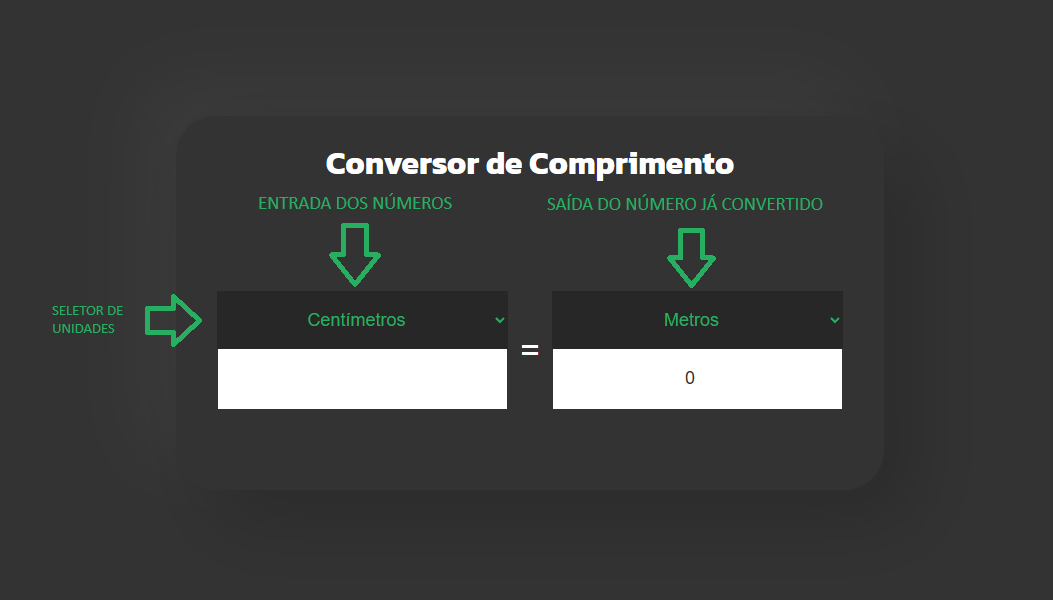 Conversor de Comprimento
ENTRADA DOS NÚMEROS
SAÍDA DO NÚMERO JÁ CONVERTIDO
SELETOR DE
UNIDADES
Centímetros
Metros
=
0